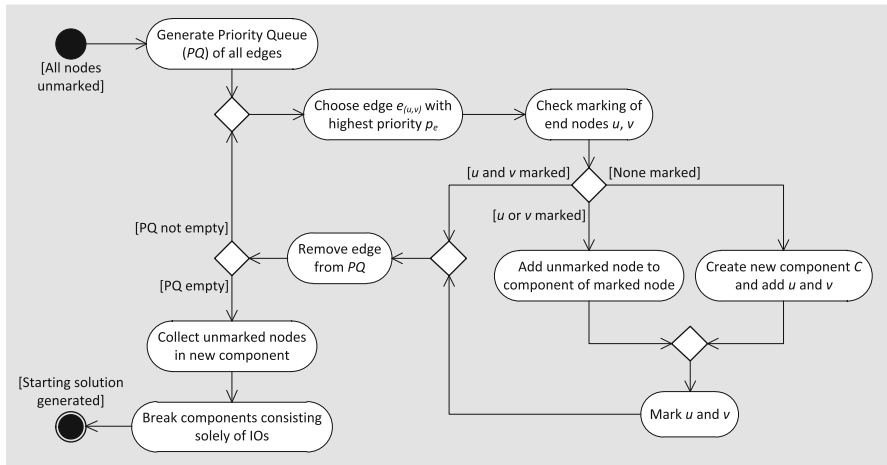 Generate Priority Queue
(PQ) of all edges
[All nodes
unmarked]
Choose edge e(u,v) with
highest priority pe
Check marking of
end nodes u, v
[u and v marked]
[None marked]
[u or v marked]
[PQ not empty]
Remove edge
from PQ
Add unmarked node to
component of marked node
Create new component C
and add u and v
[PQ empty]
Collect unmarked nodes
in new component
[Starting solution
generated]
Break components consisting
solely of IOs
Mark u and v